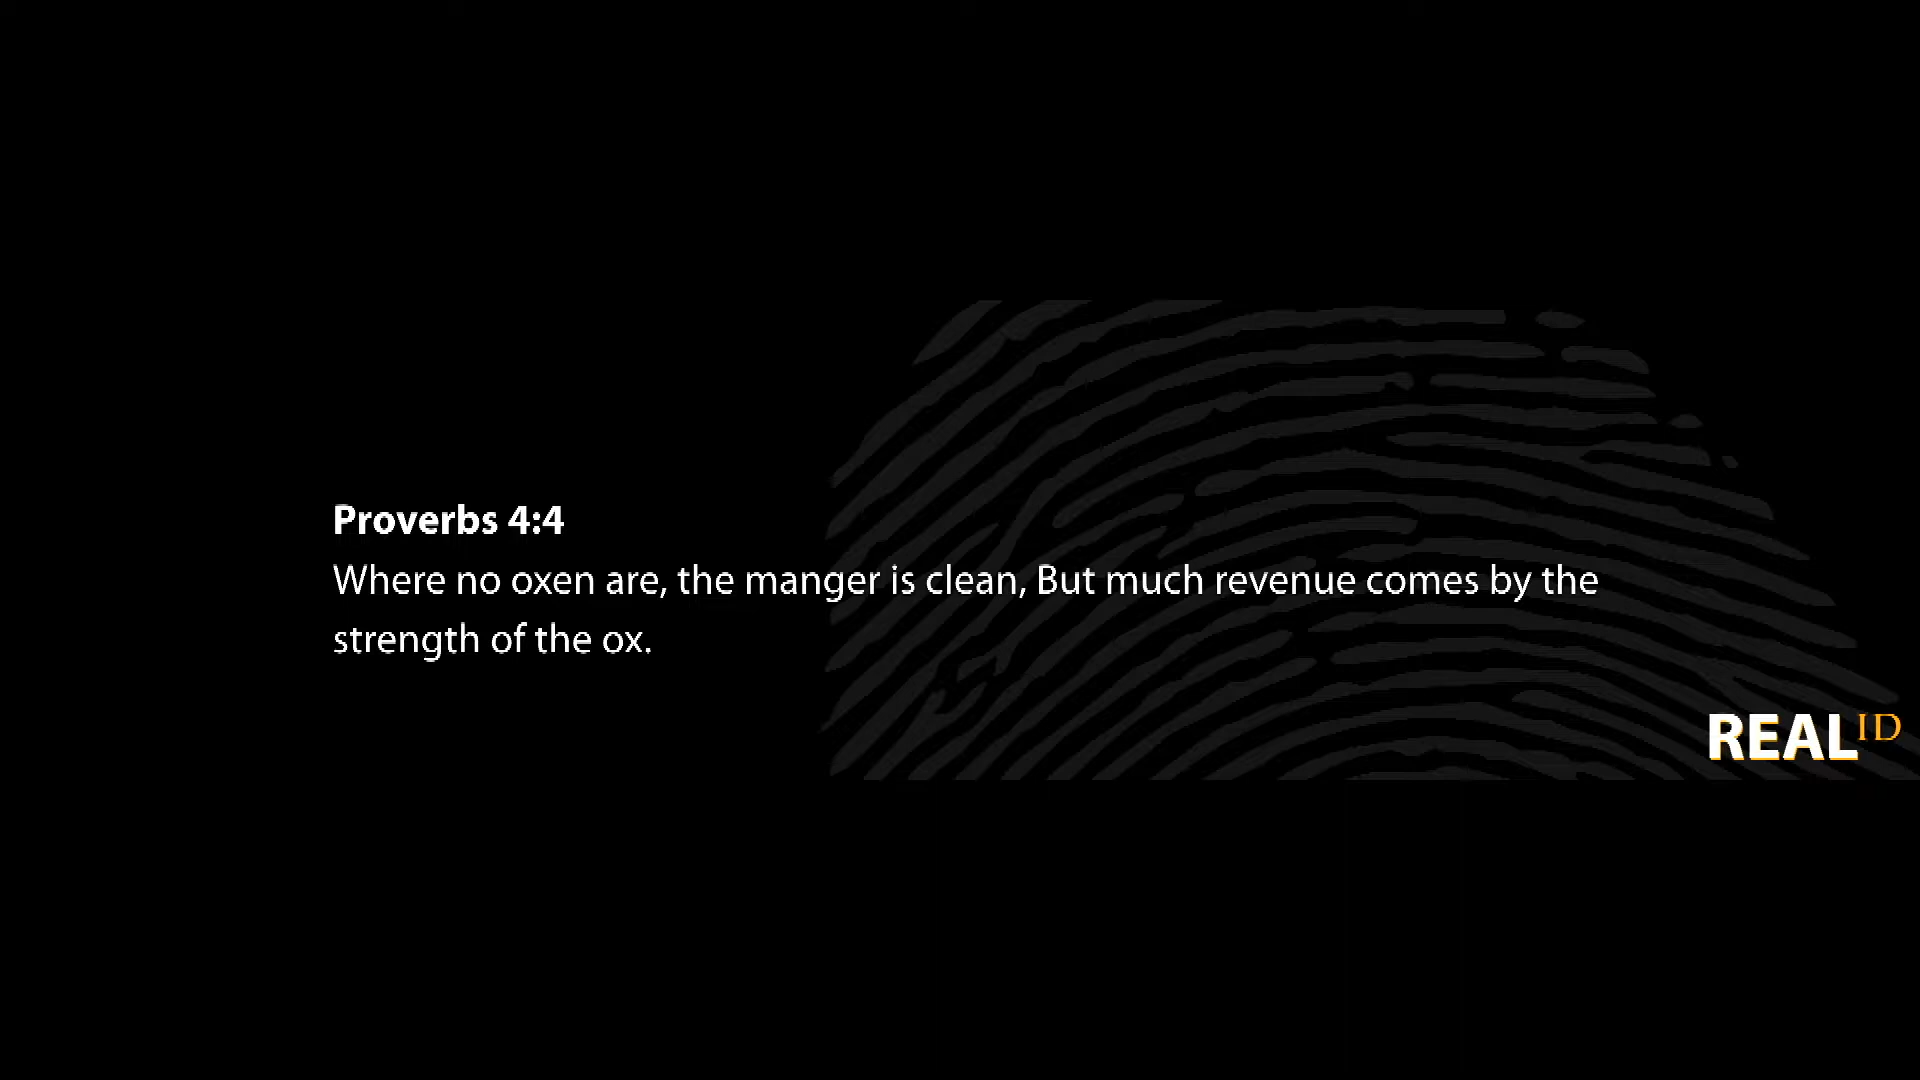 Proverbs 4:4
Where no oxen are, the manger is clean, But much revenue comes by the
strength of the ox.
REAL ID